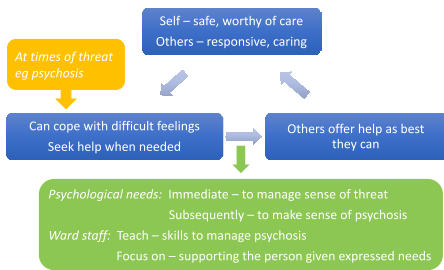 Self – safe, worthy of care
Others – responsive, caring
At times of threat
eg psychosis
Can cope with difficult feelings
Seek help when needed
Others offer help as best
they can
Psychological needs: Immediate – to manage sense of threat
Subsequently – to make sense of psychosis
Ward staff: Teach – skills to manage psychosis
Focus on – supporting the person given expressed needs